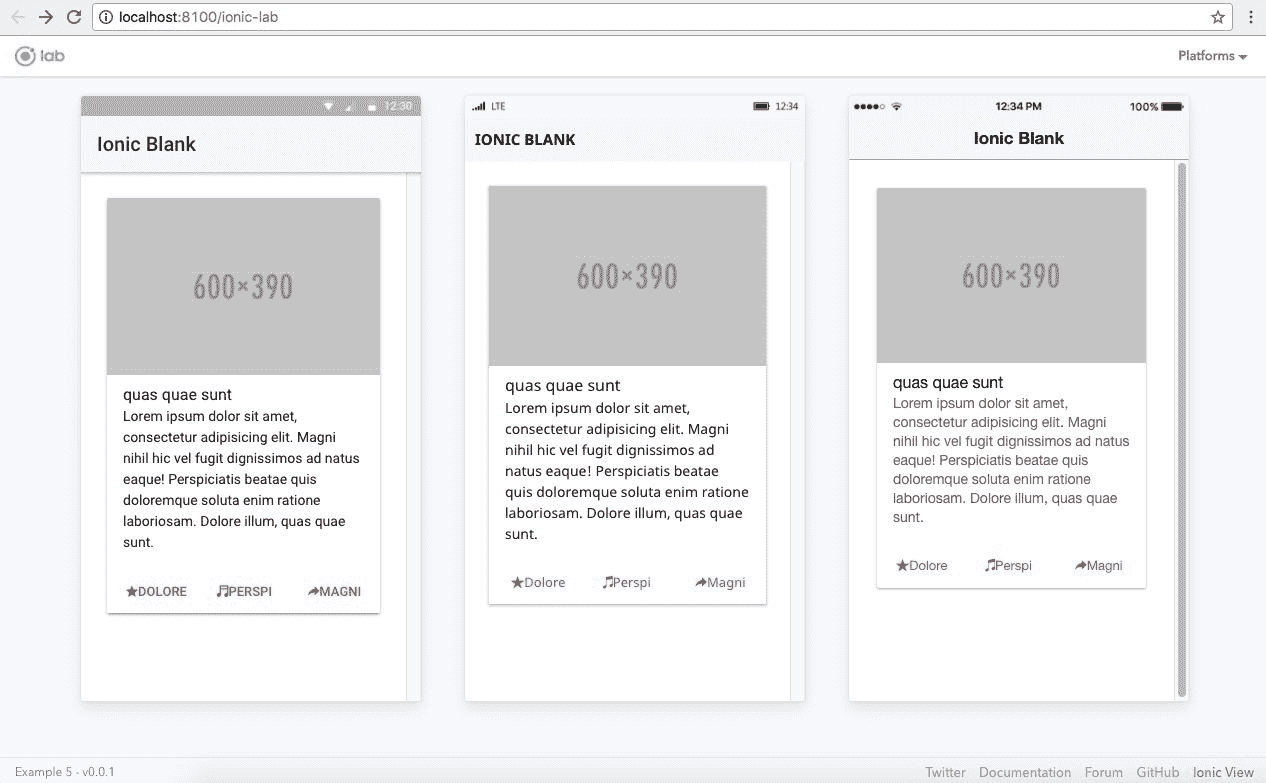 localhost:8100/ionic-lab
lab
Platforms
12:30
Ionic Blank
600×390
quas quae sunt
Lorem ipsum dolor sit amet,
consectetur adipisicing elit. Magni
nihil hic vel fugit dignissimos ad natus
eaque! Perspiciatis beatae quis
doloremque soluta enim ratione
laboriosam. Dolore illum, quas quae
sunt.
DOLORE PERSPI MAGNI
LTE 12:34
IONIC BLANK
600×390
quas quae sunt
Lorem ipsum dolor sit amet,
consectetur adipisicing elit. Magni
nihil hic vel fugit dignissimos ad
natus eaque! Perspiciatis beatae
quis doloremque soluta enim ratione
laboriosam. Dolore illum, quas quae
sunt.
Dolore Perspi Magni
12:34 PM 100%
Ionic Blank
600×390
quas quae sunt
Lorem ipsum dolor sit amet,
consectetur adipisicing elit. Magni
nihil hic vel fugit dignissimos ad natus
eaque! Perspiciatis beatae quis
doloremque soluta enim ratione
laboriosam. Dolore illum, quas quae
sunt.
Dolore Perspi Magni
Example 5 - v0.0.1
Twitter Documentation Forum GitHub Ionic View